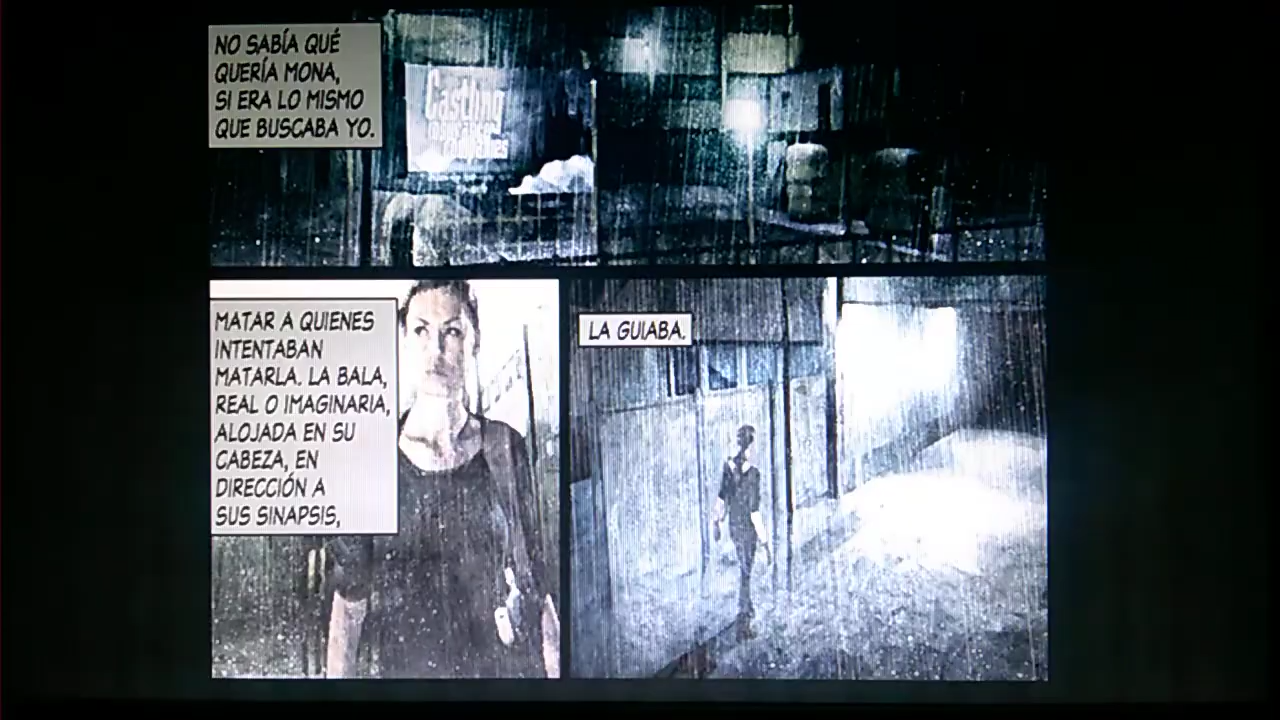 NO SABÍA QUÉ
QUERÍA MONA,
SI ERA LO MISMO
QUE BUSCABA YO.
Casting
MATAR A QUIENES
INTENTABAN
MATARLA. LA BALA,
REAL O IMAGINARIA,
ALOJADA EN SU
CABEZA, EN
DIRECCIÓN A
SUS SINAPSIS,
LA GUIABA.